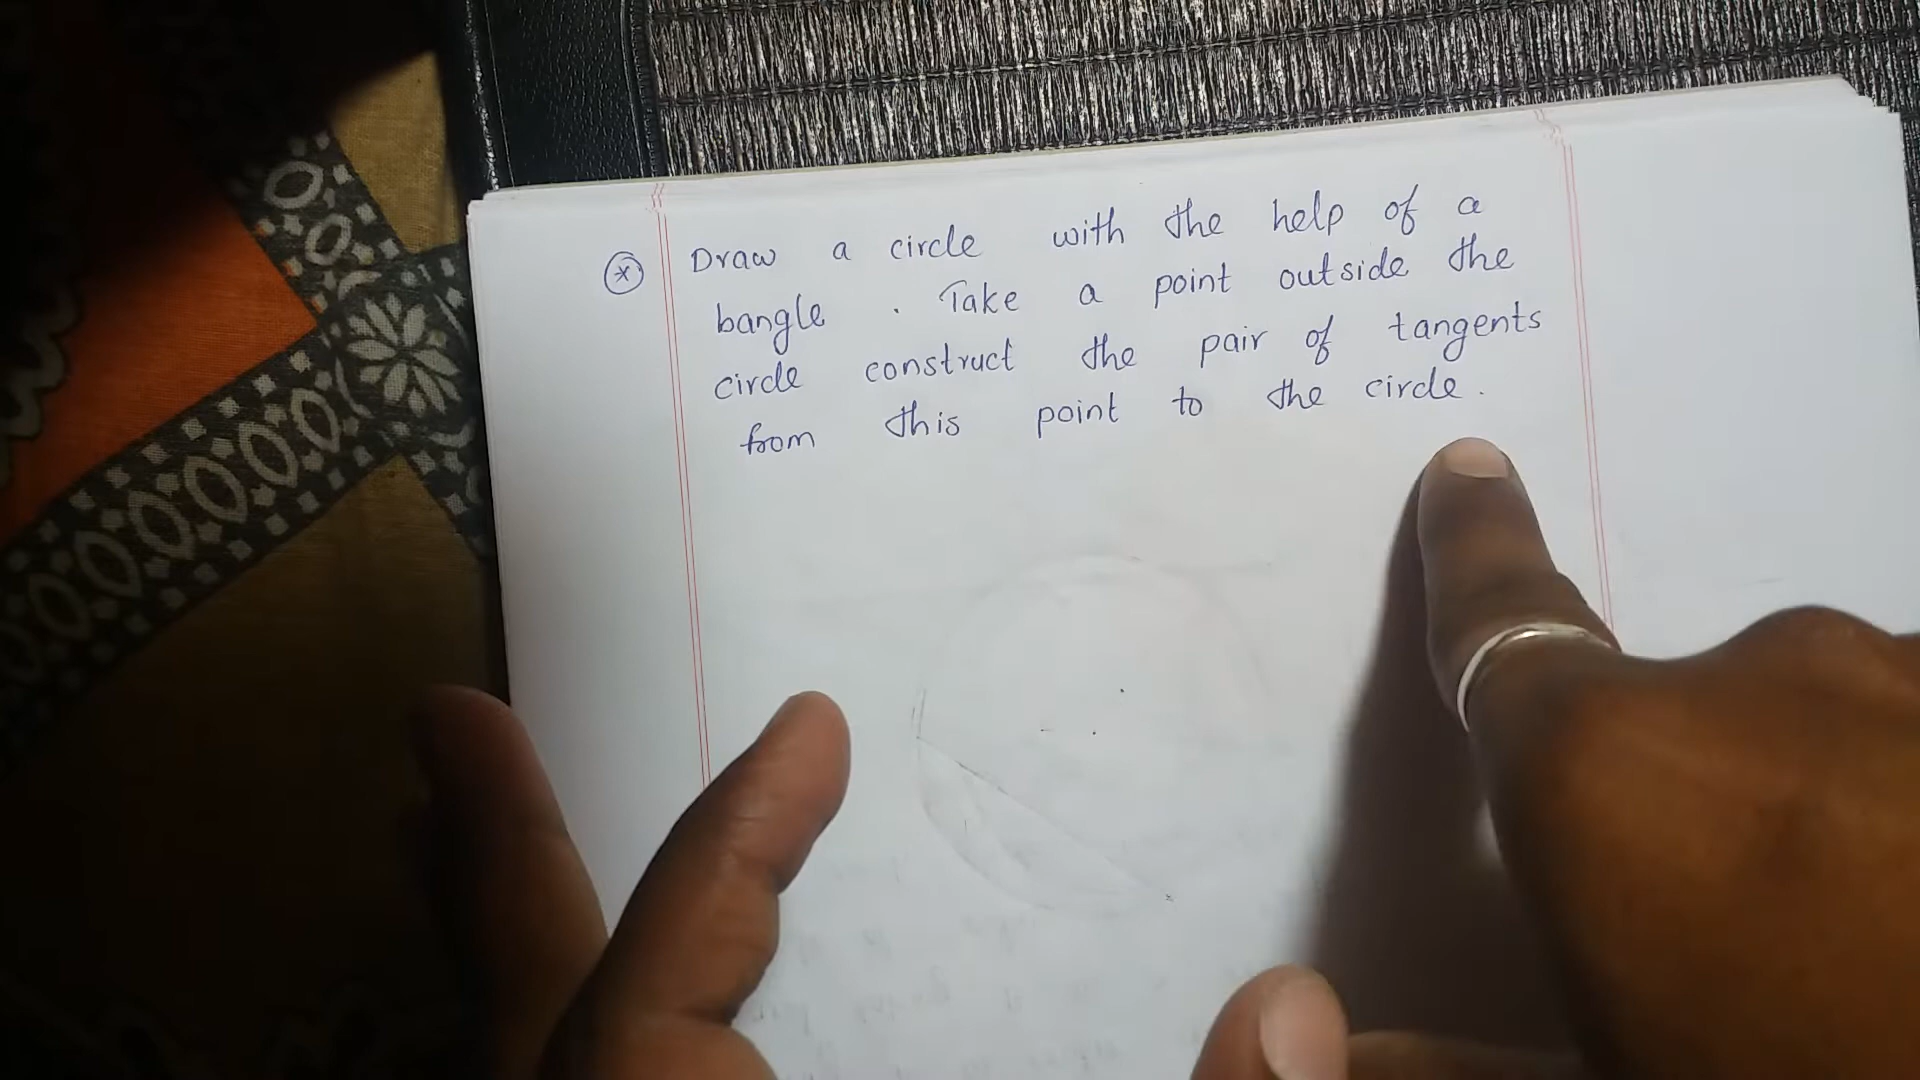 (*) Draw a circle with the help of a
bangle . Take a point outside the
circle construct the pair of tangents
from this point to the circle.